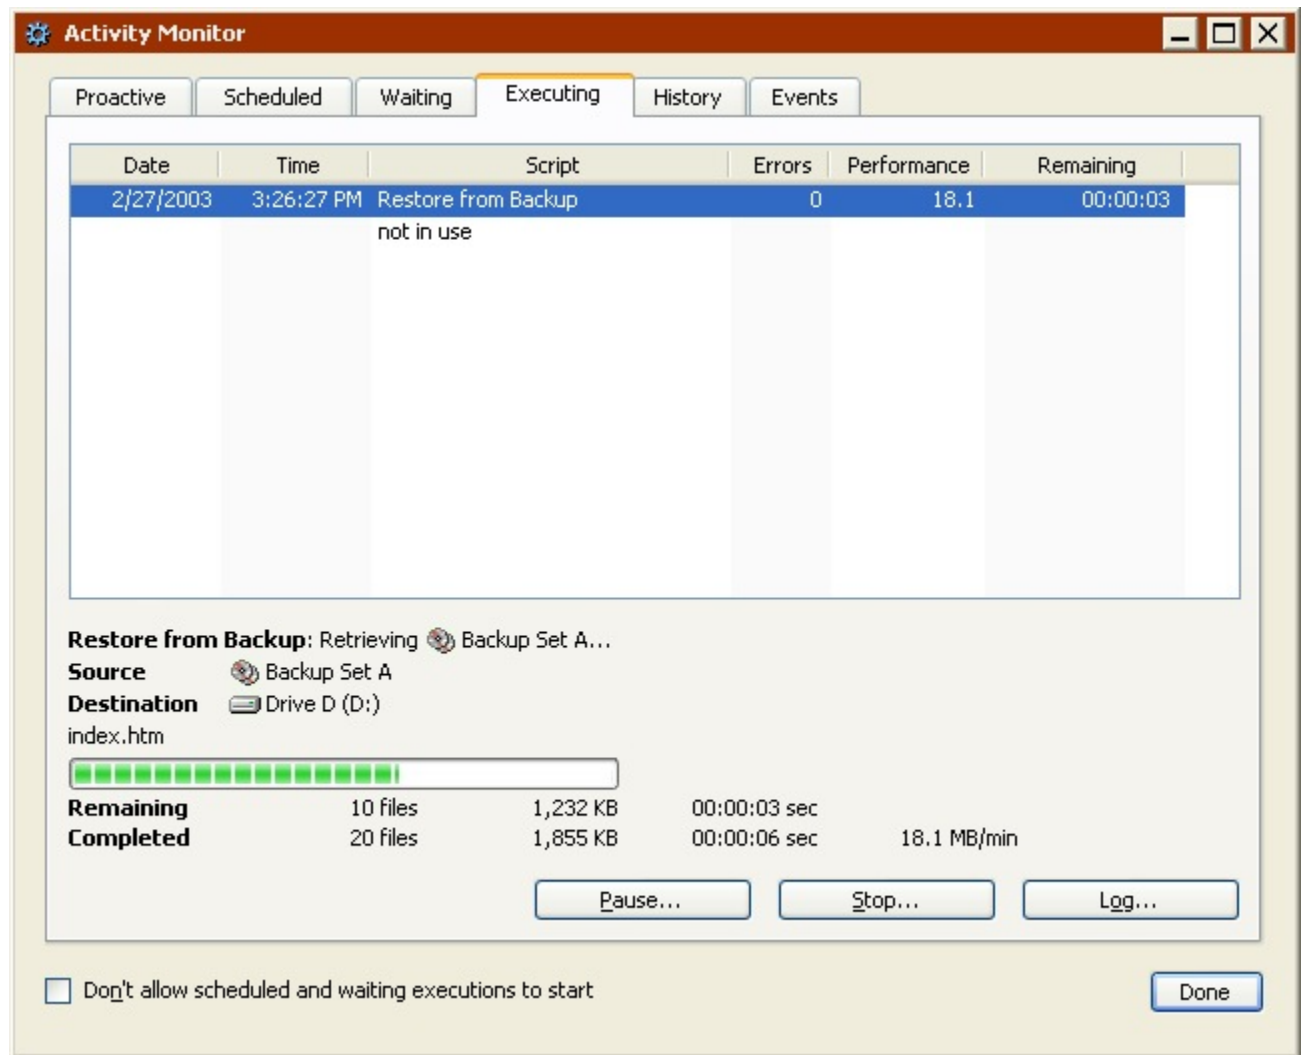 Activity Monitor
Proactive Scheduled Waiting Executing History Events
Date Time Script Errors Performance Remaining
2/27/2003 3:26:27 PM Restore from Backup 0 18.1 00:00:03
not in use
Restore from Backup: Retrieving Backup Set A...
Source Backup Set A
Destination Drive D (D:)
index.htm
Remaining 10 files 1,232 KB 00:00:03 sec
Completed 20 files 1,855 KB 00:00:06 sec 18.1 MB/min
Pause... Stop... Log...
Don't allow scheduled and waiting executions to start Done